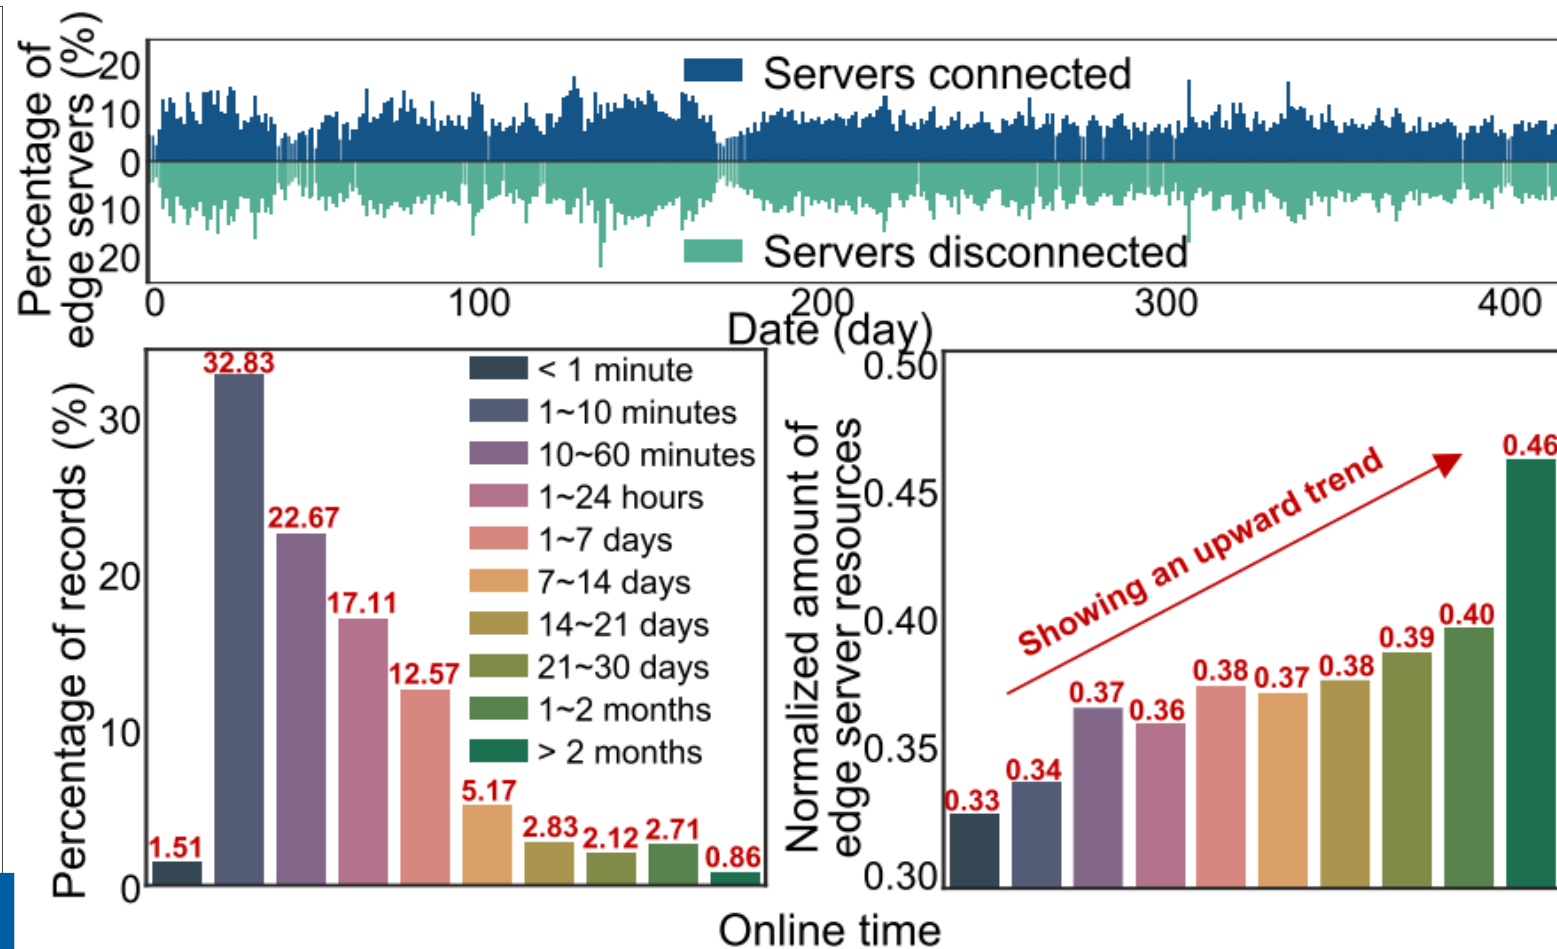 Percentage of
edge servers (%)
20
10
0
10
20
Servers connected
Servers disconnected
0
100
200
300
400
Date (day)
Percentage of records (%)
30
20
10
0
32.83
22.67
17.11
12.57
5.17
2.83
2.12
2.71
0.86
1.51
< 1 minute
1~10 minutes
10~60 minutes
1~24 hours
1~7 days
7~14 days
14~21 days
21~30 days
1~2 months
> 2 months
Normalized amount of
edge server resources
0.50
0.45
0.40
0.35
0.30
Showing an upward trend
0.33
0.34
0.37
0.36
0.38
0.37
0.38
0.39
0.40
0.46
Online time